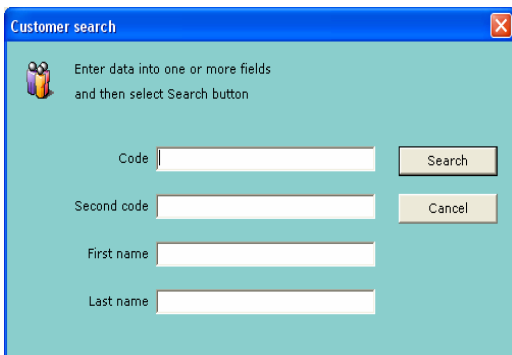 Customer search
Enter data into one or more fields
and then select Search button
Code
Search
Second code
Cancel
First name
Last name